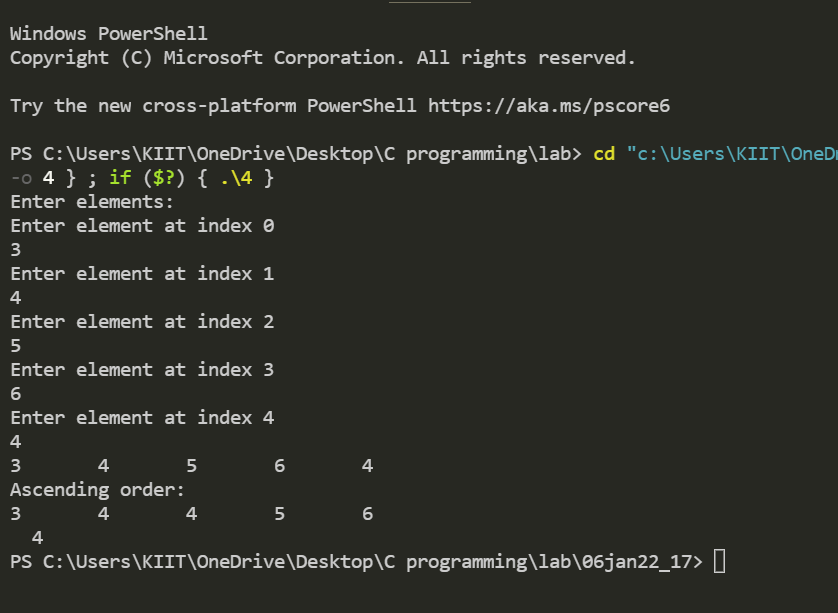 Windows PowerShell
Copyright (C) Microsoft Corporation. All rights reserved.
Try the new cross-platform PowerShell https://aka.ms/pscore6
PS C:\Users\KIIT\OneDrive\Desktop\C programming\lab> cd "c:\Users\KIIT\OneD
-o 4 } ; if ($?) { .\4 }
Enter elements:
Enter element at index 0
3
Enter element at index 1
4
Enter element at index 2
5
Enter element at index 3
6
Enter element at index 4
4
3 4 5 6 4
Ascending order:
3 4 4 5 6
4
PS C:\Users\KIIT\OneDrive\Desktop\C programming\lab\06jan22_17>